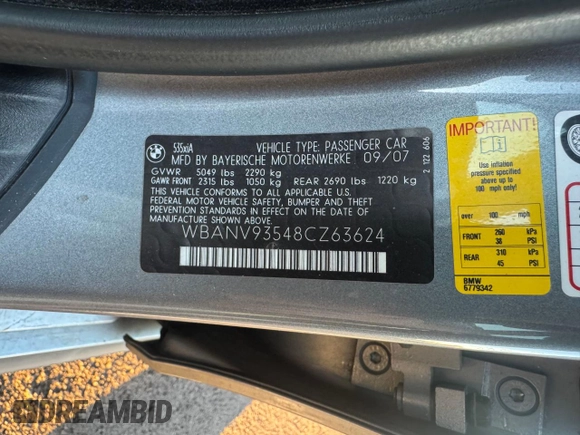 BMW
535xiA
VEHICLE TYPE: PASSENGER CAR
MFD BY BAYERISCHE MOTORENWERKE 09/07
GVWR 5049 lbs 2290 kg
GAWR FRONT 2315 lbs 1050 kg REAR 2690 lbs 1220 kg
THIS VEHICLE CONFORMS TO ALL APPLICABLE
FEDERAL MOTOR VEHICLE SAFETY, BUMPER AND THEFT
PREVENTION STANDARDS IN EFFECT ON THE DATE OF
MANUFACTURE SHOWN ABOVE.
WBANV93548CZ63624
2 122 606
IMPORTANT!
Increase tire
pressure specified
above up to
100 mph only!
over 100 mph
FRONT 260 kPa
38 PSI
REAR 310 kPa
45 PSI
BMW
6779342
DREAMBID